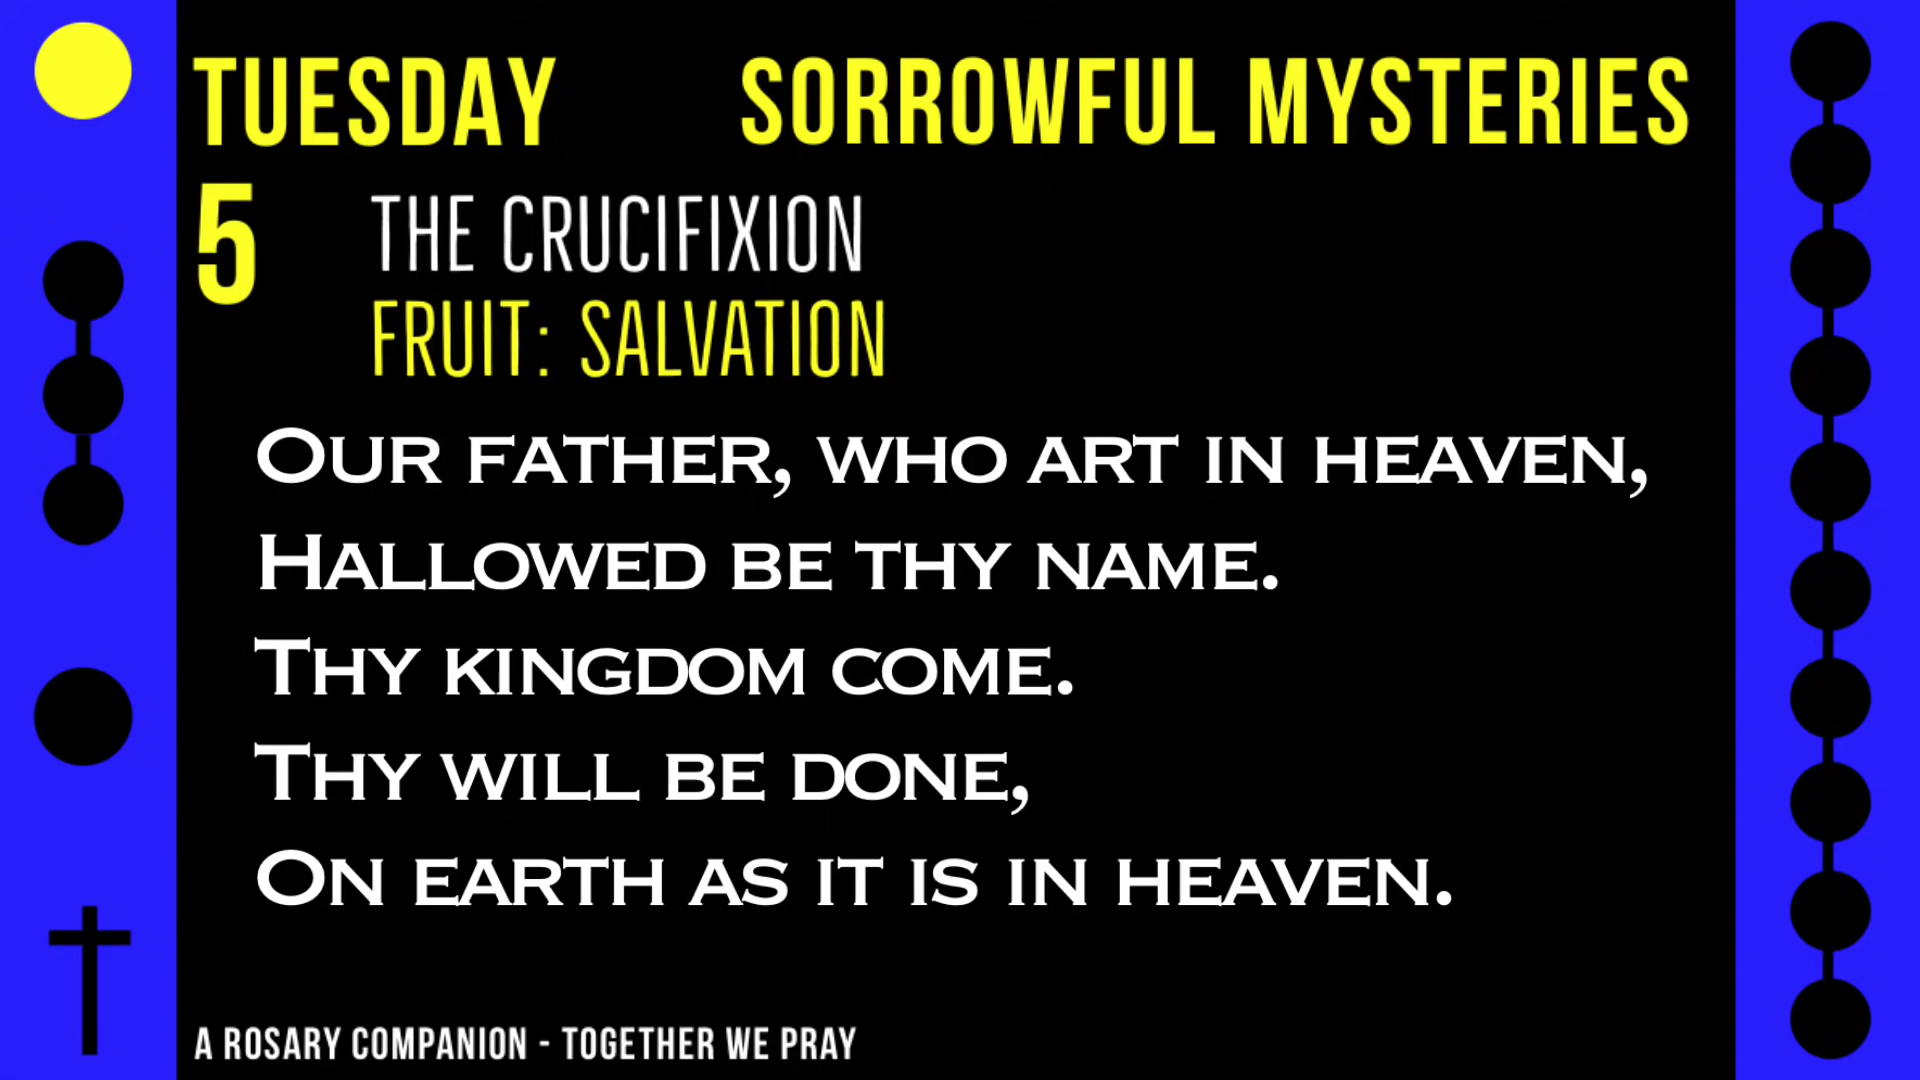 TUESDAY SORROWFUL MYSTERIES
5 THE CRUCIFIXION
FRUIT: SALVATION
OUR FATHER, WHO ART IN HEAVEN,
HALLOWED BE THY NAME.
THY KINGDOM COME.
THY WILL BE DONE,
ON EARTH AS IT IS IN HEAVEN.
A ROSARY COMPANION - TOGETHER WE PRAY